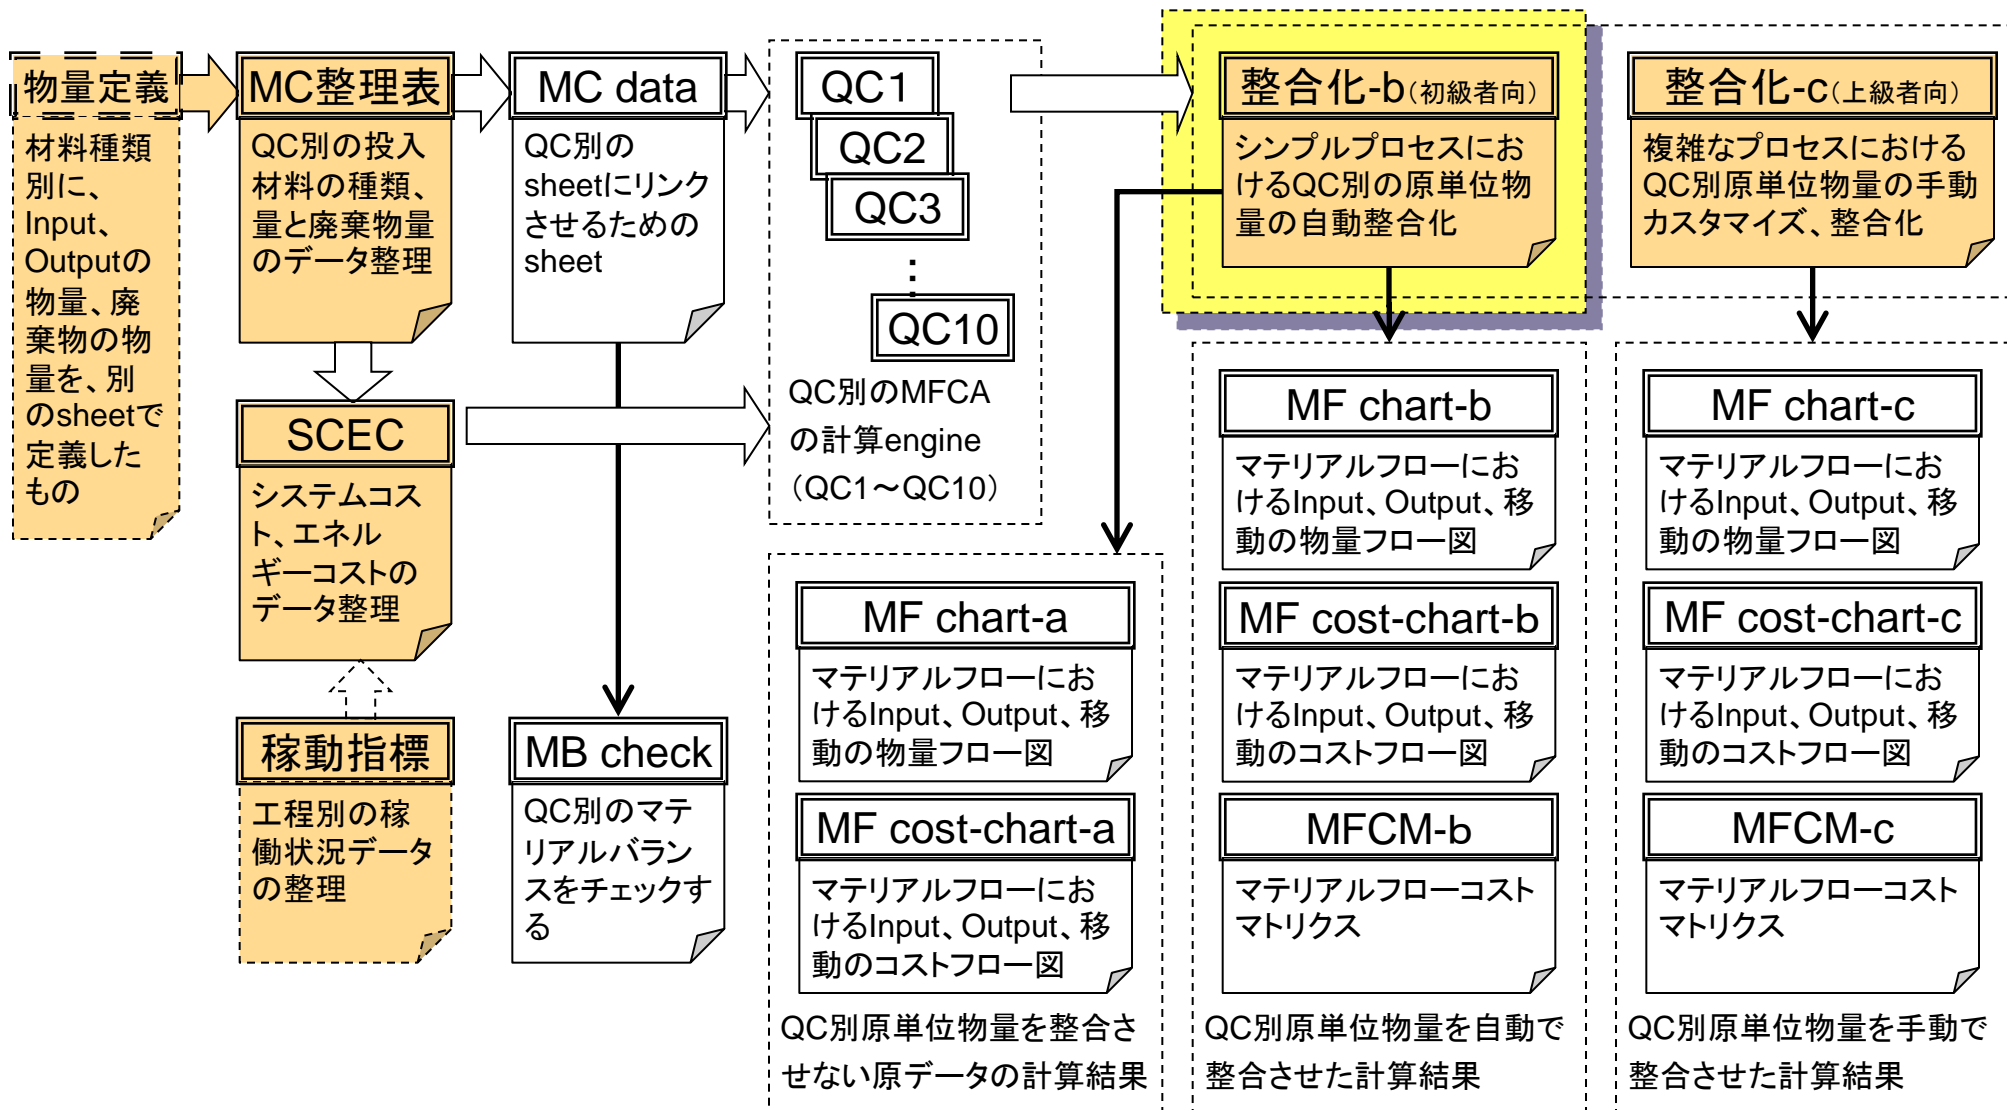 物量定義
材料種類
別に、
Input、
Outputの
物量、廃
棄物の物
量を、別
のsheetで
定義した
もの
MC整理表
QC別の投入
材料の種類、
量と廃棄物量
のデータ整理
SCEC
システムコス
ト、エネル
ギーコストの
データ整理
稼動指標
工程別の稼
働状況データ
の整理
MC data
QC別の
sheetにリンク
させるための
sheet
MB check
QC別のマテ
リアルバラン
スをチェックす
る
QC1
QC2
QC3
:
QC10
QC別のMFCA
の計算engine
（QC1～QC10）
整合化-b（初級者向）
シンプルプロセスにお
けるQC別の原単位物
量の自動整合化
整合化-c（上級者向）
複雑なプロセスにおける
QC別原単位物量の手動
カスタマイズ、整合化
MF chart-a
マテリアルフローにお
けるInput、Output、移
動の物量フロー図
MF cost-chart-a
マテリアルフローにお
けるInput、Output、移
動のコストフロー図
QC別原単位物量を整合さ
せない原データの計算結果
MF chart-b
マテリアルフローにお
けるInput、Output、移
動の物量フロー図
MF cost-chart-b
マテリアルフローにお
けるInput、Output、移
動のコストフロー図
MFCM-b
マテリアルフローコスト
マトリクス
QC別原単位物量を自動で
整合させた計算結果
MF chart-c
マテリアルフローにお
けるInput、Output、移
動の物量フロー図
MF cost-chart-c
マテリアルフローにお
けるInput、Output、移
動のコストフロー図
MFCM-c
マテリアルフローコスト
マトリクス
QC別原単位物量を手動で
整合させた計算結果